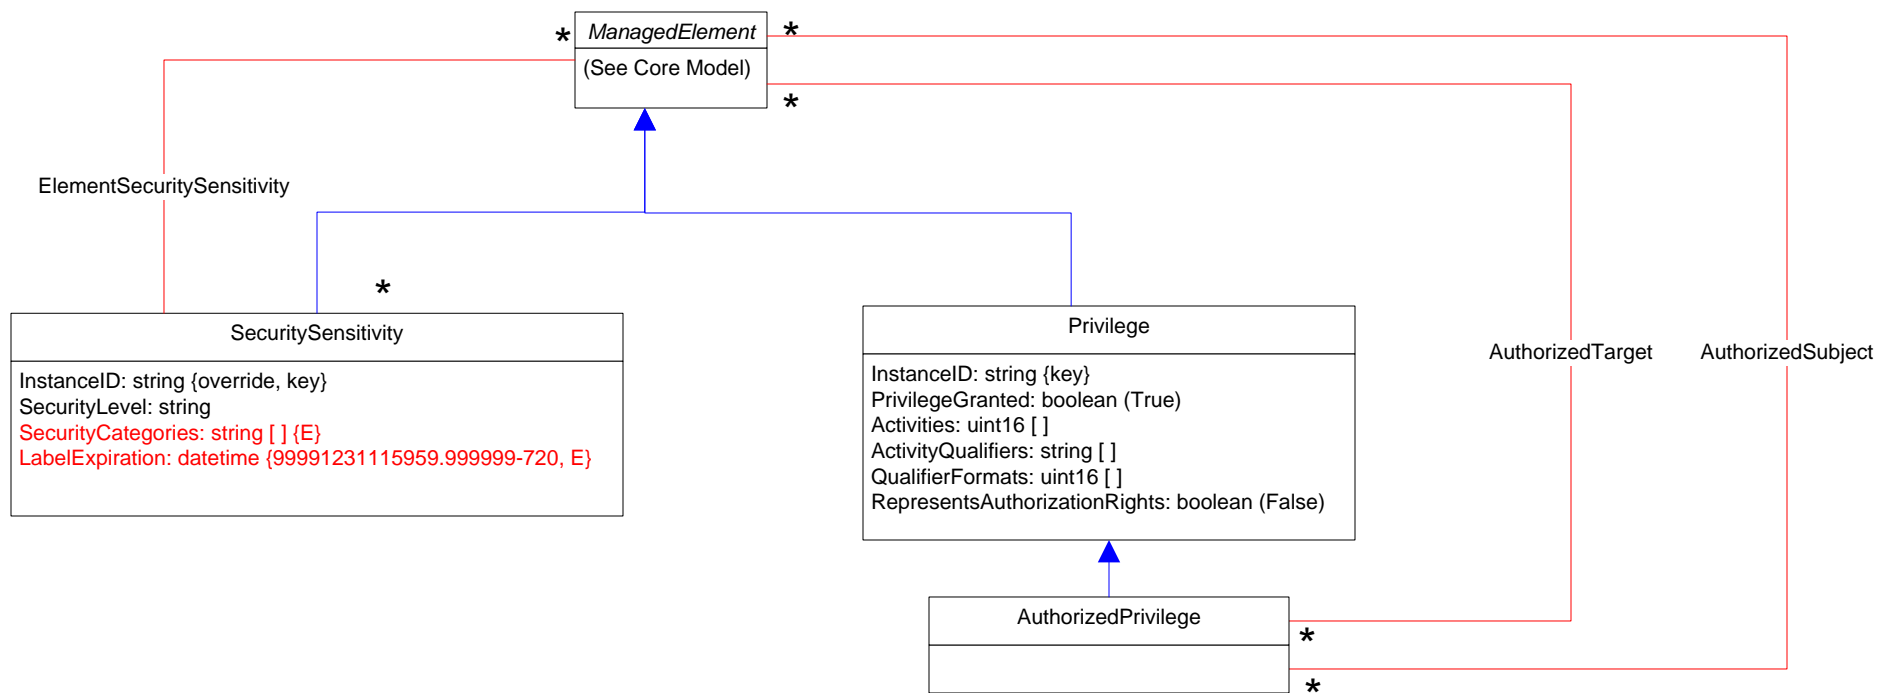 *
ManagedElement
*
(See Core Model)
*
ElementSecuritySensitivity
*
SecuritySensitivity
InstanceID: string {override, key}
SecurityLevel: string
SecurityCategories: string [ ] {E}
LabelExpiration: datetime {99991231115959.999999-720, E}
Privilege
InstanceID: string {key}
PrivilegeGranted: boolean (True)
Activities: uint16 [ ]
ActivityQualifiers: string [ ]
QualifierFormats: uint16 [ ]
RepresentsAuthorizationRights: boolean (False)
AuthorizedTarget
AuthorizedSubject
AuthorizedPrivilege
*
*